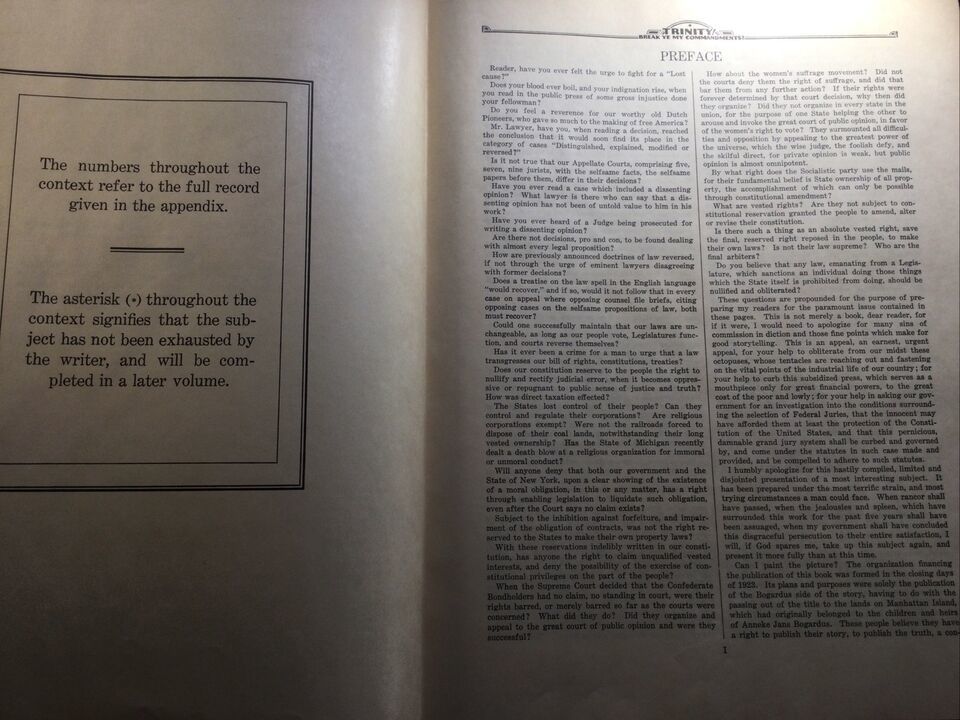 The numbers throughout the
context refer to the full record
given in the appendix.
The asterisk (*) throughout the
context signifies that the sub-
ject has not been exhausted by
the writer, and will be com-
pleted in a later volume.
TRINITY
BREAK YE MY COMMANDMENTS?
PREFACE
Reader, have you ever felt the urge to fight for a "Lost
cause?"
Does your blood ever boil, and your indignation rise, when
you read in the public press of some gross injustice done
your fellowman?
Do you feel a reverence for our worthy old Dutch
Pioneers, who gave so much to the making of free America?
Mr. Lawyer, have you, when reading a decision, reached
the conclusion that it would soon find its place in the
category of cases "Distinguished, explained, modified or
reversed?"
Is it not true that our Appellate Courts, comprising five,
seven, nine jurists, with the selfsame facts, the selfsame
papers before them, differ in their decisions?
Have you ever read a case which included a dissenting
opinion? What lawyer is there who can say that a dis-
senting opinion has not been of untold value to him in his
work?
Have you ever heard of a Judge being prosecuted for
writing a dissenting opinion?
Are there not decisions, pro and con, to be found dealing
with almost every legal proposition?
How are previously announced doctrines of law reversed,
if not through the urge of eminent lawyers disagreeing
with former decisions?
Does a treatise on the law spell in the English language
"would recover," and if so, would it not follow that in every
case on appeal where opposing counsel file briefs, citing
opposing cases on the selfsame propositions of law, both
must recover?
Could one successfully maintain that our laws are un-
changeable, as long as our people vote, Legislatures func-
tion, and courts reverse themselves?
Has it ever been a crime for a man to urge that a law
transgresses our bill of rights, constitutions, treaties?
Does our constitution reserve the people the right to
nullify and rectify judicial error, when it becomes oppres-
sive or repugnant to public sense of justice and truth?
How was direct taxation effected?
The States lost control of their people? Can they
control and regulate their corporations? Are religious
corporations exempt? Were not the railroads forced to
dispose of their coal lands, notwithstanding their long
vested ownership? Has the State of Michigan recently
dealt a death blow at a religious organization for immoral
or unmoral conduct?
Will anyone deny that both our government and the
State of New York, upon a clear showing of the existence
of a moral obligation, in this or any matter, has a right
through enabling legislation to liquidate such obligation,
even after the Court says no claim exists?
Subject to the inhibition against forfeiture, and impair-
ment of the obligation of contracts, was not the right re-
served to the States to make their own property laws?
With these reservations indelibly written in our consti-
tution, has anyone the right to claim unqualified vested
interests, and deny the possibility of the exercise of con-
stitutional privileges on the part of the people?
When the Supreme Court decided that the Confederate
Bondholders had no claim, no standing in court, were their
rights barred, or merely barred so far as the courts were
concerned? What did they do? Did they organize and
appeal to the great court of public opinion and were they
successful?
How about the women's suffrage movement? Did not
the courts deny them the right of suffrage, and did that
bar them from any further action? If their rights were
forever determined by that court decision, why then did
they organize? Did they not organize in every state in the
union, for the purpose of one State helping the other to
arouse and invoke the great court of public opinion, in favor
of the women's right to vote? They surmounted all difficul-
ties and opposition by appealing to the greatest power of
the universe, which the wise judge, the foolish defy, and
the skilful direct, for private opinion is weak, but public
opinion is almost omnipotent.
By what right does the Socialistic party use the mails,
for their fundamental belief is State ownership of all prop-
erty, the accomplishment of which can only be possible
through constitutional amendment?
What are vested rights? Are they not subject to con-
stitutional reservation granted the people to amend, alter
or revise their constitution.
Is there such a thing as an absolute vested right, save
the final, reserved right reposed in the people, to make
their own laws? Is not their law supreme? Who are the
final arbiters?
Do you believe that any law, emanating from a Legis-
lature, which sanctions an individual doing those things
which the State itself is prohibited from doing, should be
nullified and obliterated?
These questions are propounded for the purpose of pre-
paring my readers for the paramount issue contained in
these pages. This is not merely a book, dear reader, for
if it were, I would need to apologize for many sins of
commission in diction and those fine points which make for
good storytelling. This is an appeal, an earnest, urgent
appeal, for your help to obliterate from our midst these
octopuses, whose tentacles are reaching out and fastening
on the vital points of the industrial life of our country; for
your help to curb this subsidized press, which serves as a
mouthpiece only for great financial powers, to the great
cost of the poor and lowly; for your help in asking our gov-
ernment for an investigation into the conditions surround-
ing the selection of Federal Juries, that the innocent may
have afforded them at least the protection of the Consti-
tution of the United States, and that this pernicious,
damnable grand jury system shall be curbed and governed
by, and come under the statutes in such case made and
provided, and be compelled to adhere to such statutes.
I humbly apologize for this hastily compiled, limited and
disjointed presentation of a most interesting subject. It
has been prepared under the most terrific strain, and most
trying circumstances a man could face. When rancor shall
have passed, when the jealousies and spleen, which have
surrounded this work for the past five years shall have
been assuaged, when my government shall have concluded
this disgraceful persecution to their entire satisfaction, I
will, if God spares me, take up this subject again, and
present it more fully than at this time.
Can I paint the picture? The organization financing
the publication of this book was formed in the closing days
of 1923. Its plans and purposes were solely the publication
of the Bogardus side of the story, having to do with the
passing out of the title to the lands on Manhattan Island,
which had originally belonged to the children and heirs
of Anneke Jans Bogardus. These people believe they have
a right to publish their story, to publish the truth, a con-
I